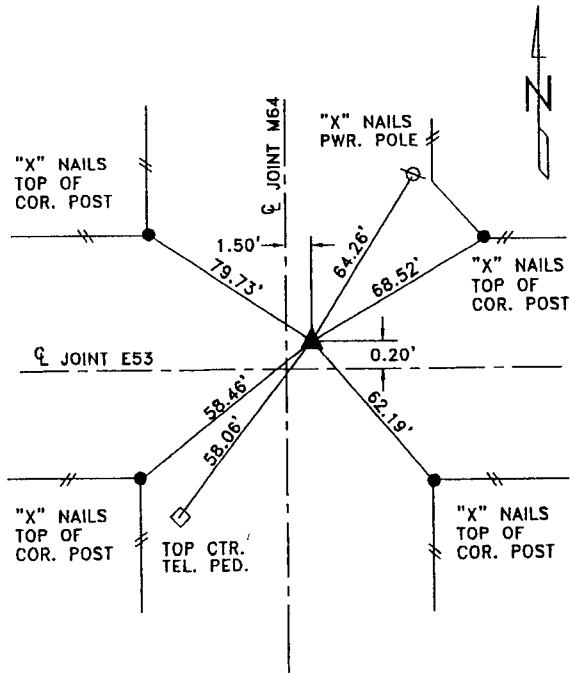 N
"X" NAILS
PWR. POLE
℄ JOINT M64
"X" NAILS
TOP OF
COR. POST
1.50'
64.26'
79.73'
68.52'
"X" NAILS
TOP OF
COR. POST
℄ JOINT E53
0.20'
58.46'
58.06'
62.19'
"X" NAILS
TOP OF
COR. POST
TOP CTR.
TEL. PED.
"X" NAILS
TOP OF
COR. POST